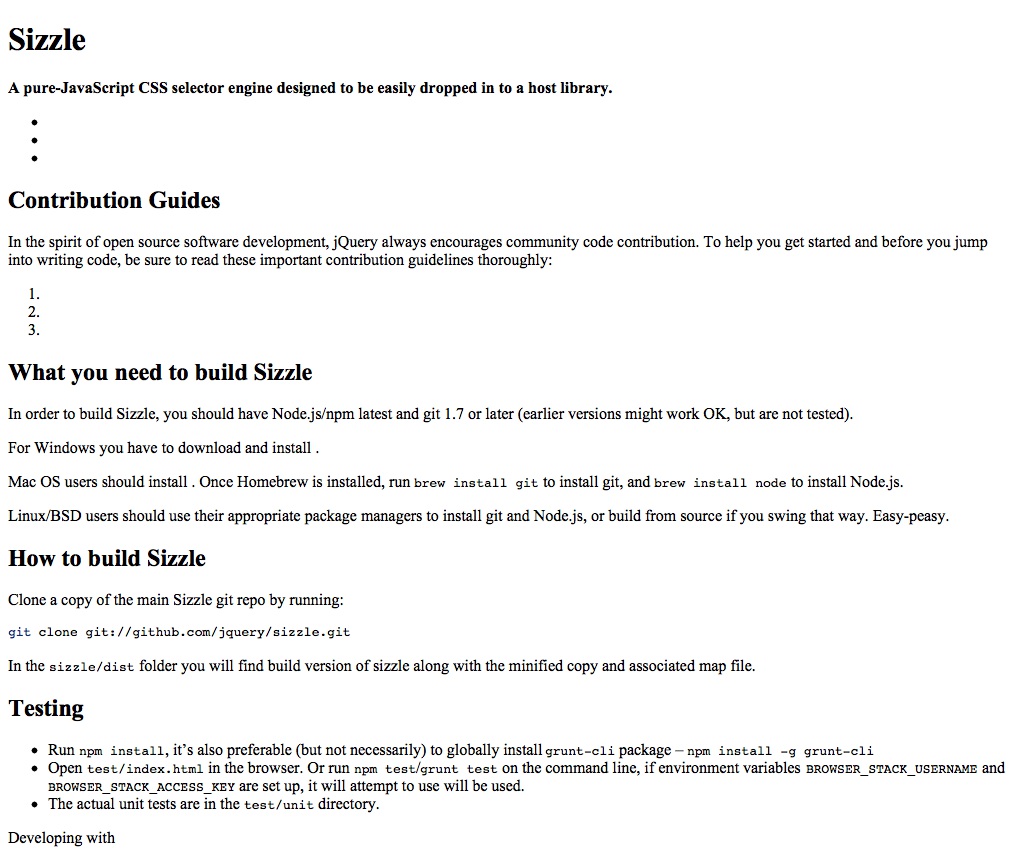 Sizzle
A pure-JavaScript CSS selector engine designed to be easily dropped in to a host library.
•
•
•
Contribution Guides
In the spirit of open source software development, jQuery always encourages community code contribution. To help you get started and before you jump
into writing code, be sure to read these important contribution guidelines thoroughly:
1.
2.
3.
What you need to build Sizzle
In order to build Sizzle, you should have Node.js/npm latest and git 1.7 or later (earlier versions might work OK, but are not tested).
For Windows you have to download and install .
Mac OS users should install . Once Homebrew is installed, run brew install git to install git, and brew install node to install Node.js.
Linux/BSD users should use their appropriate package managers to install git and Node.js, or build from source if you swing that way. Easy-peasy.
How to build Sizzle
Clone a copy of the main Sizzle git repo by running:
git clone git://github.com/jquery/sizzle.git
In the sizzle/dist folder you will find build version of sizzle along with the minified copy and associated map file.
Testing
• Run npm install, it’s also preferable (but not necessarily) to globally install grunt-cli package – npm install -g grunt-cli
• Open test/index.html in the browser. Or run npm test/grunt test on the command line, if environment variables BROWSER_STACK_USERNAME and
BROWSER_STACK_ACCESS_KEY are set up, it will attempt to use will be used.
• The actual unit tests are in the test/unit directory.
Developing with